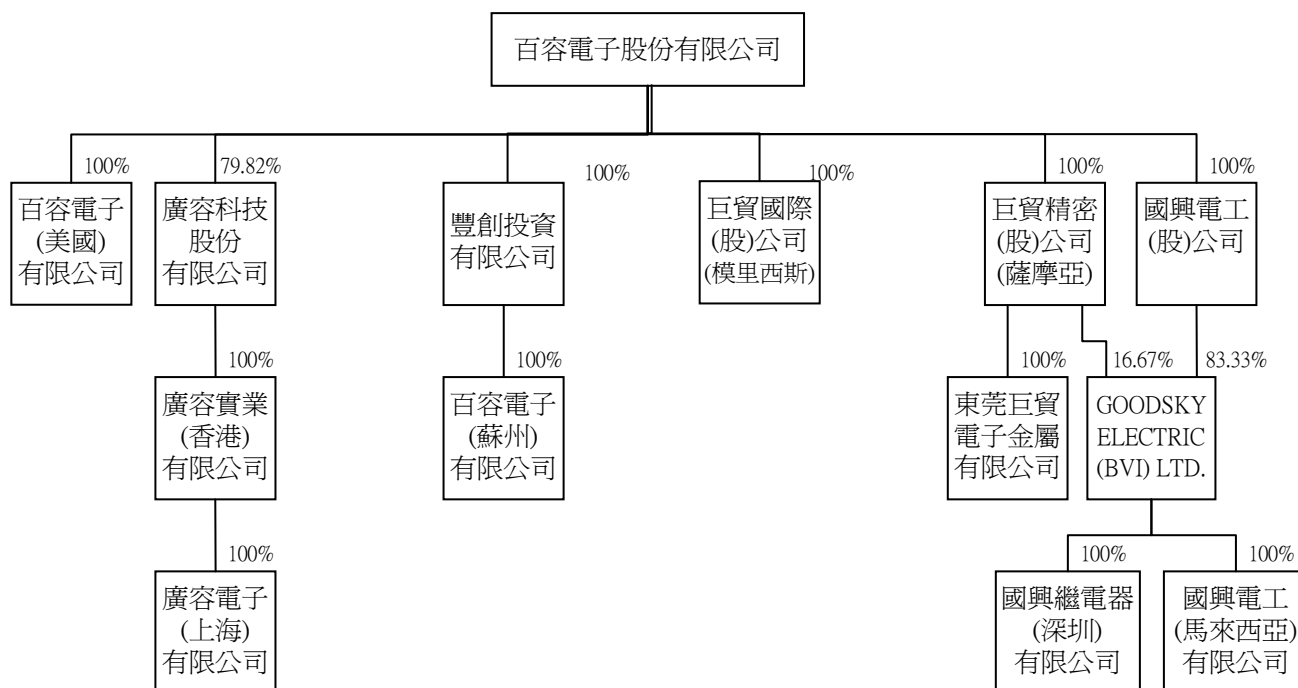 百容電子股份有限公司
100%
79.82%
100%
100%
100%
100%
百容電子
(美國)
有限公司
廣容科技
股份
有限公司
豐創投資
有限公司
巨貿國際
(股)公司
(模里西斯)
巨貿精密
(股)公司
(薩摩亞)
國興電工
(股)公司
100%
100%
100%
16.67%
83.33%
廣容實業
(香港)
有限公司
百容電子
(蘇州)
有限公司
東莞巨貿
電子金屬
有限公司
GOODSKY
ELECTRIC
(BVI) LTD.
100%
100%
100%
廣容電子
(上海)
有限公司
國興繼電器
(深圳)
有限公司
國興電工
(馬來西亞)
有限公司